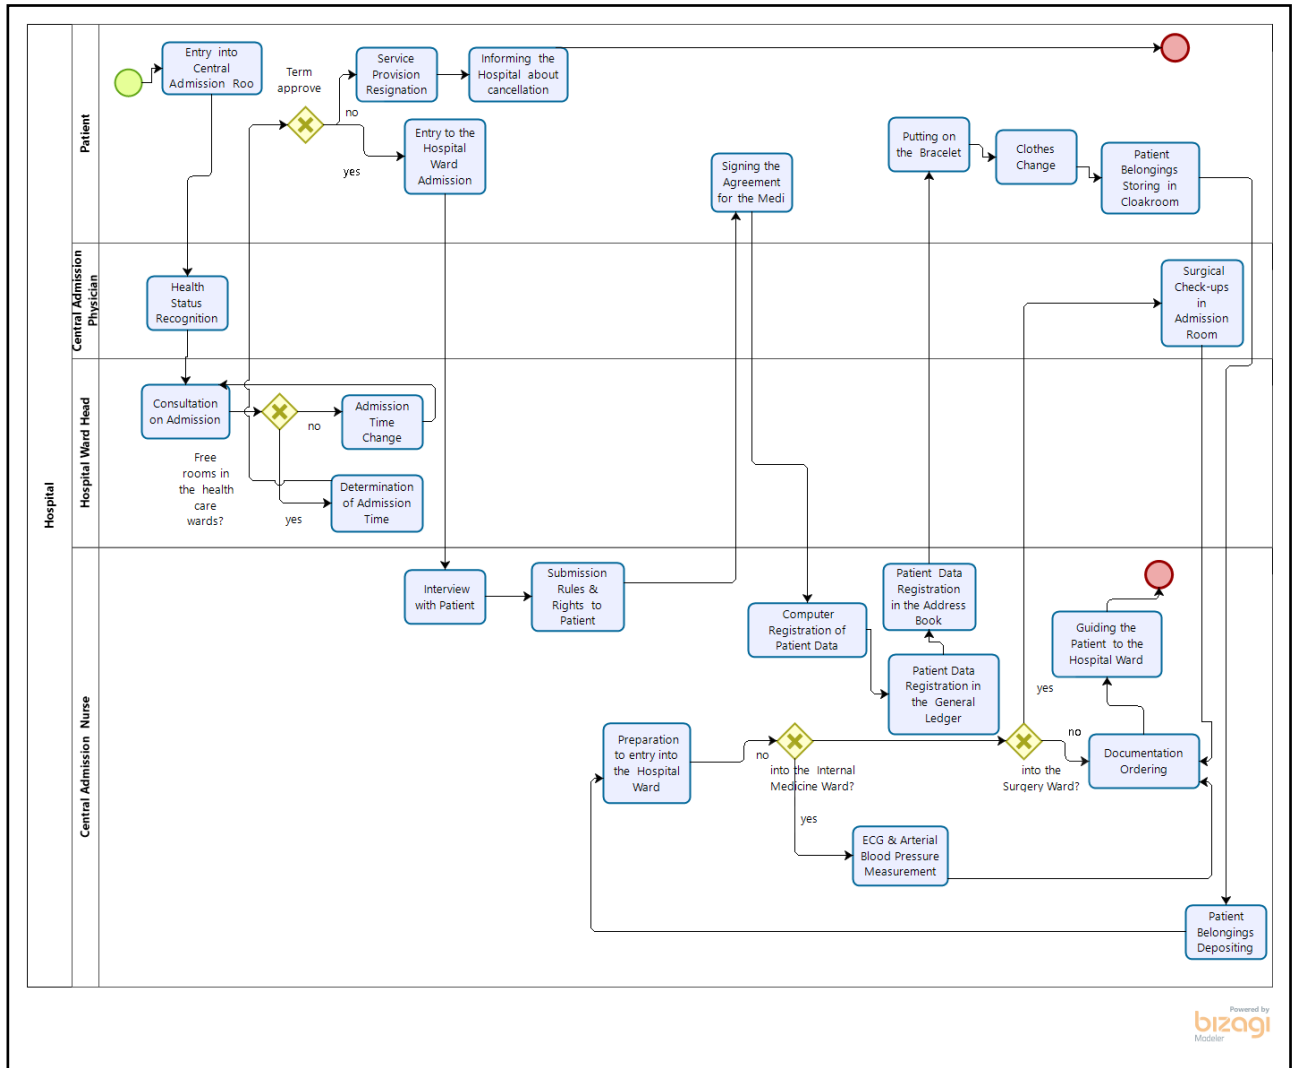 Hospital
Patient
Central Admission
Physician
Hospital Ward Head
Central Admission  Nurse
Entry  into
Central
Admission  Roo
Term
approve
no
yes
Service
Provision
Resignation
Informing  the
Hospital  about
cancellation
Entry to the
Hospital
Ward
Admission
Signing  the
Agreement
for the  Medi
Putting on
the  Bracelet
Clothes
Change
Patient
Belongings
Storing  in
Cloakroom
Health
Status
Recognition
Surgical
Check-ups
in
Admission
Room
Consultation
on Admission
Free
rooms in
the  health
care
wards?
no
yes
Admission
Time
Change
Determination
of Admission
Time
Interview
with Patient
Submission
Rules  &
Rights  to
Patient
Computer
Registration of
Patient Data
Patient  Data
Registration
in the Address
Book
Patient Data
Registration in
the  General
Ledger
Guiding the
Patient  to the
Hospital Ward
Preparation
to entry into
the  Hospital
Ward
no
into the  Internal
Medicine Ward?
yes
yes
no
into the
Surgery Ward?
Documentation
Ordering
ECG & Arterial
Blood Pressure
Measurement
Patient
Belongings
Depositing
Powered by
bizagi
Modeler